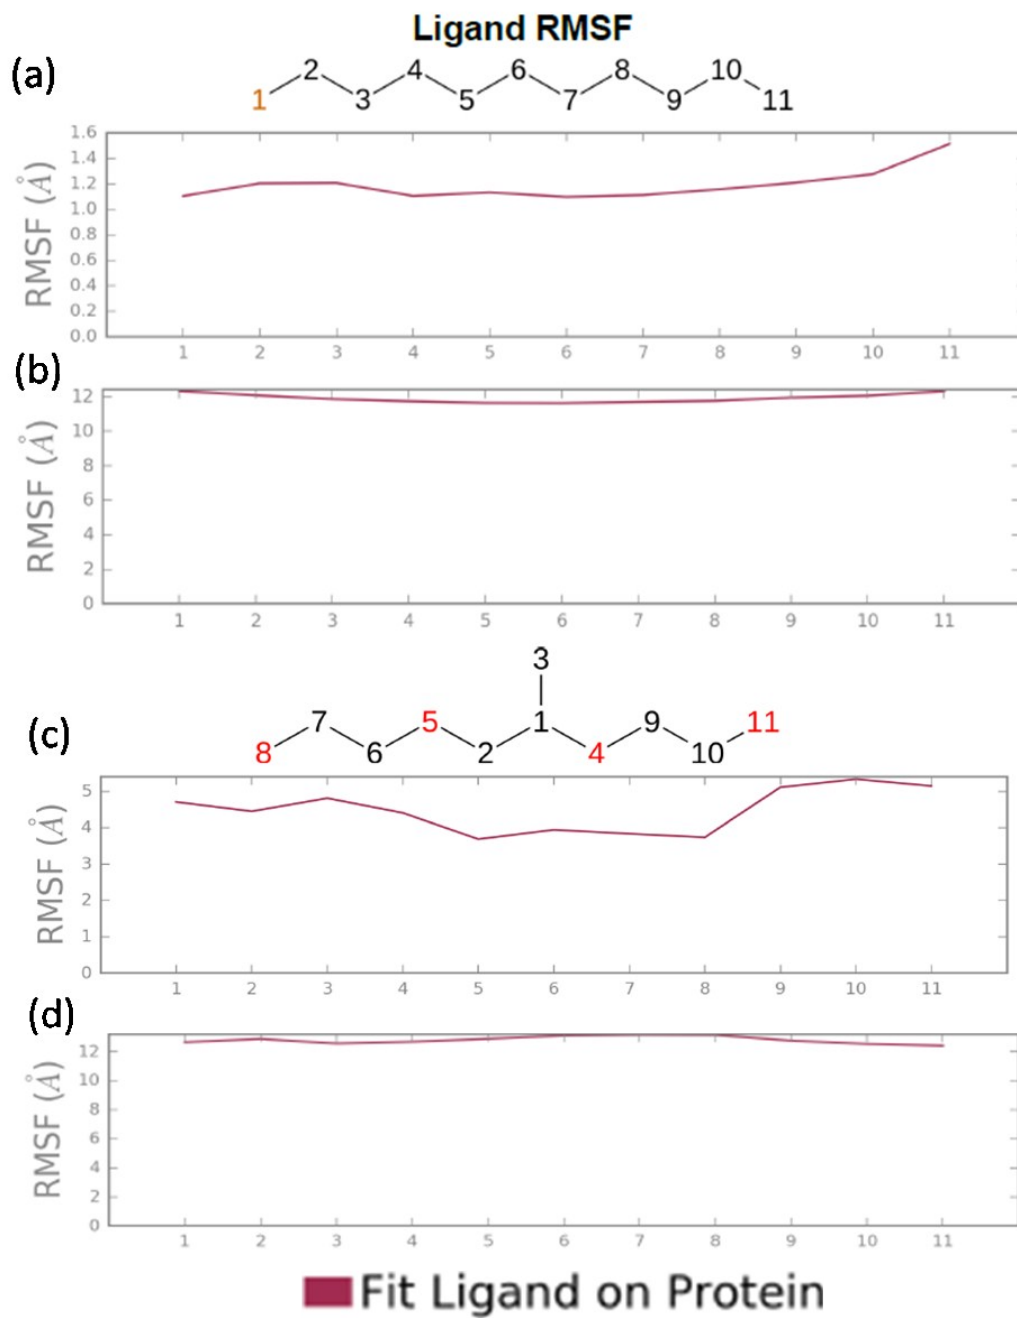 Ligand RMSF
(a)
2 4 6 8 10
1 3 5 7 9 11
RMSF (Å)
1.6
1.4
1.2
1.0
0.8
0.6
0.4
0.2
0.0
1 2 3 4 5 6 7 8 9 10 11
(b)
RMSF (Å)
12
10
8
6
4
2
0
1 2 3 4 5 6 7 8 9 10 11
3
(c)
7 5 1 9 11
8 6 2 4 10
RMSF (Å)
5
4
3
2
1
0
1 2 3 4 5 6 7 8 9 10 11
(d)
RMSF (Å)
12
10
8
6
4
2
0
1 2 3 4 5 6 7 8 9 10 11
Fit Ligand on Protein